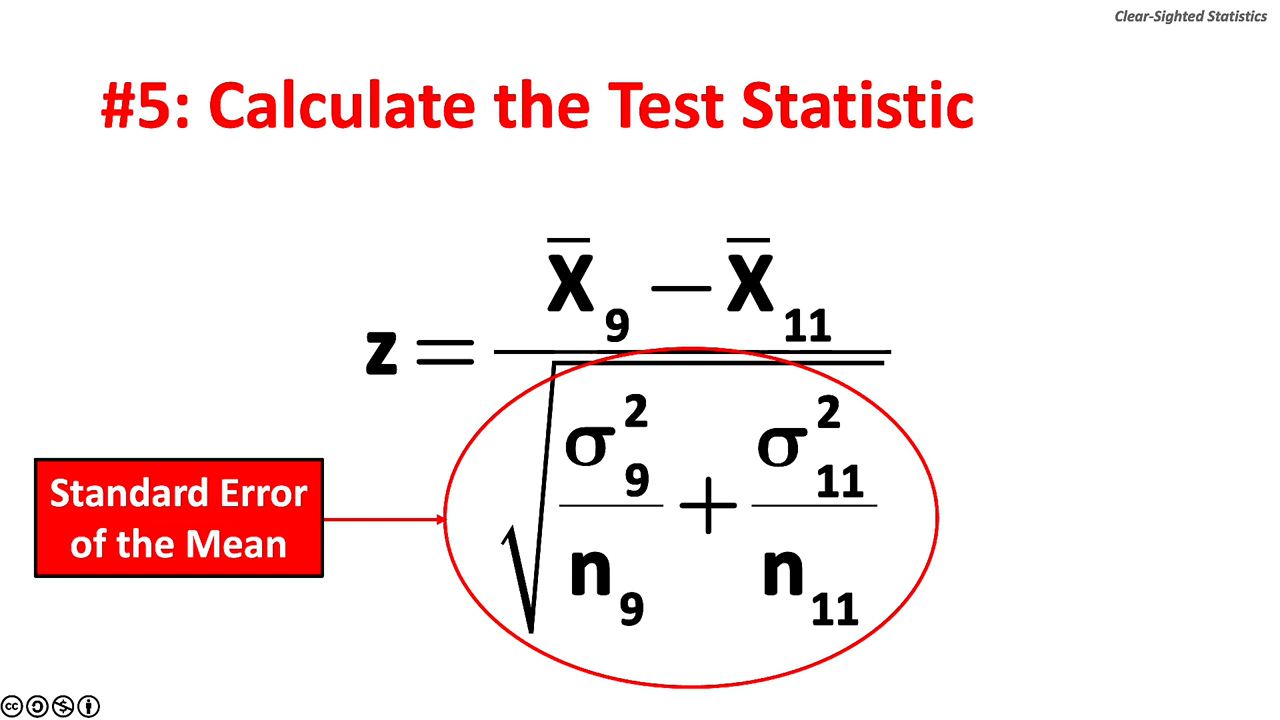 Clear-Sighted Statistics
#5: Calculate the Test Statistic
z = (X̅₉ − X̅₁₁) / √(σ²₉ / n₉ + σ²₁₁ / n₁₁)
Standard Error
of the Mean
cc